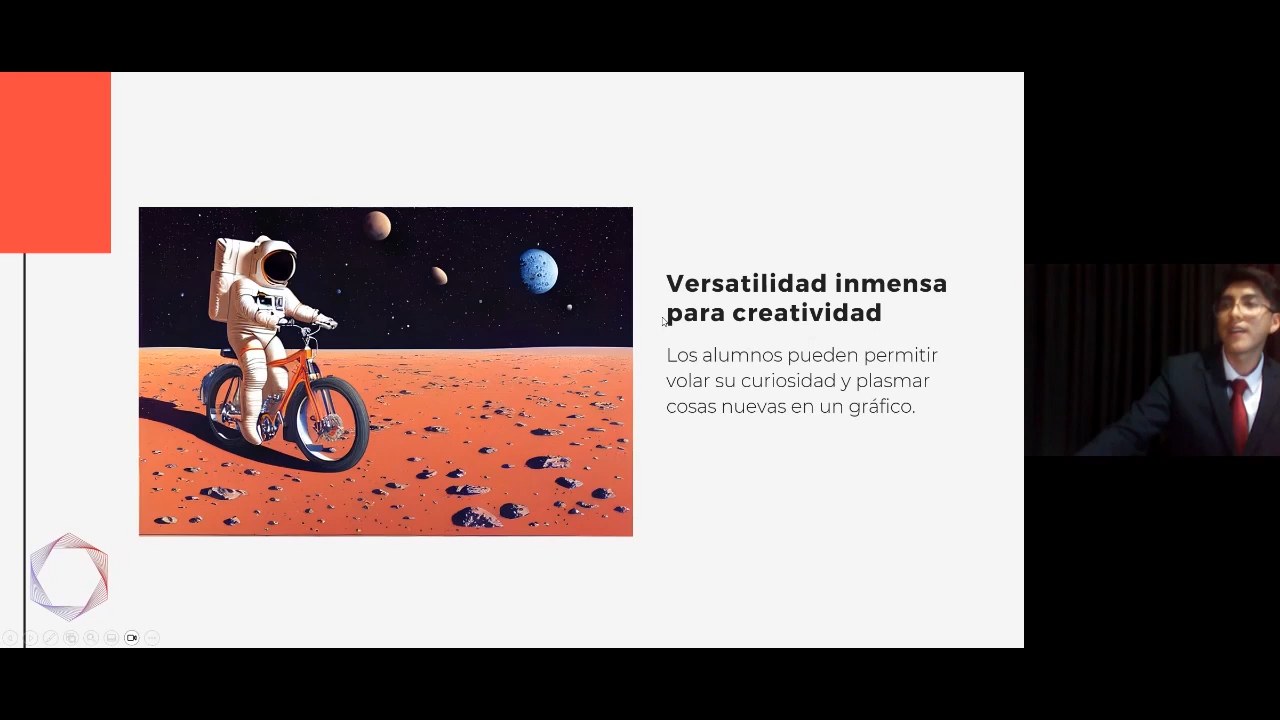 Versatilidad inmensa
para creatividad
Los alumnos pueden permitir
volar su curiosidad y plasmar
cosas nuevas en un gráfico.